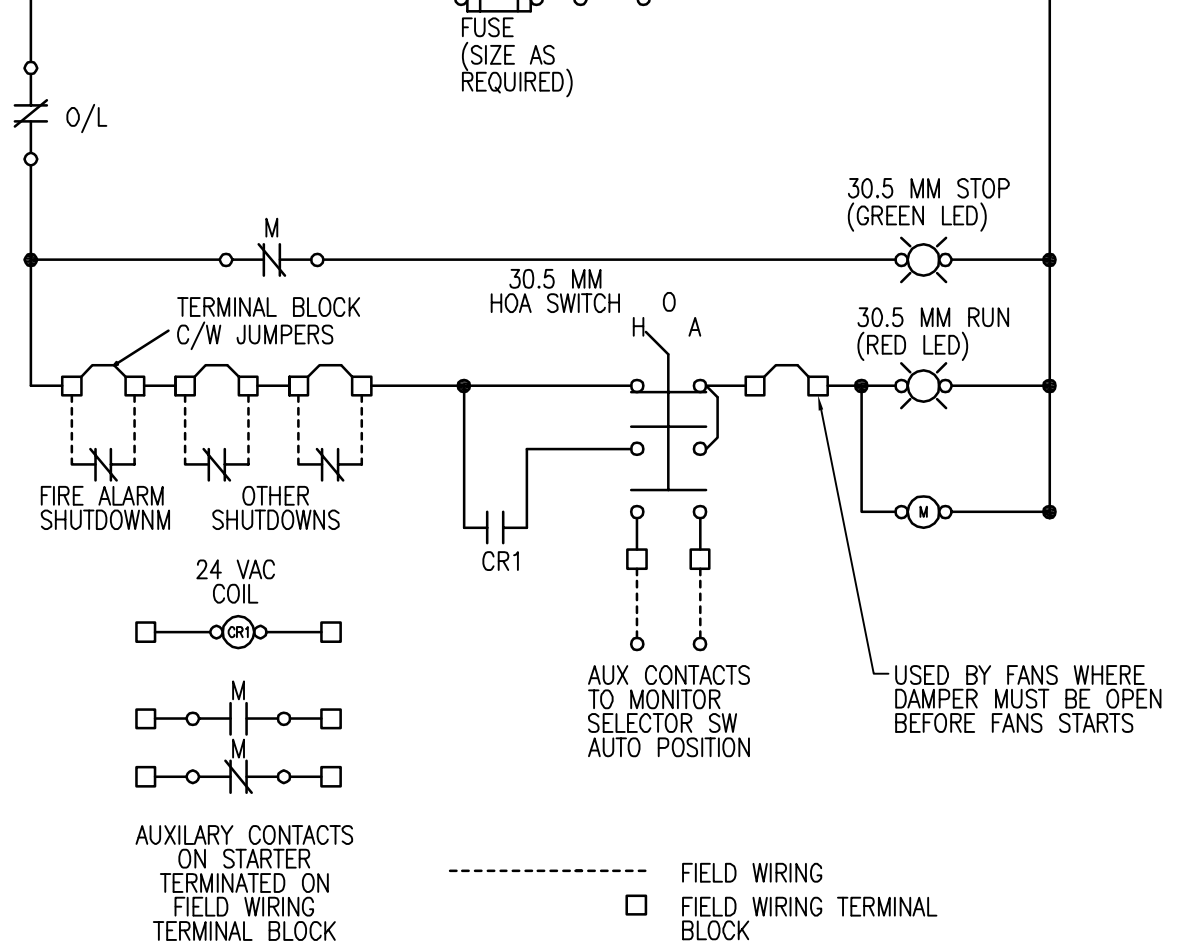 FUSE
(SIZE AS
REQUIRED)
O/L
30.5 MM STOP
(GREEN LED)
M
30.5 MM
HOA SWITCH
TERMINAL BLOCK
C/W JUMPERS
H
O
A
30.5 MM RUN
(RED LED)
FIRE ALARM
SHUTDOWNM
OTHER
SHUTDOWNS
M
CR1
24 VAC
COIL
CR1
M
M
AUX CONTACTS
TO MONITOR
SELECTOR SW
AUTO POSITION
USED BY FANS WHERE
DAMPER MUST BE OPEN
BEFORE FANS STARTS
AUXILARY CONTACTS
ON STARTER
TERMINATED ON
FIELD WIRING
TERMINAL BLOCK
FIELD WIRING
FIELD WIRING TERMINAL
BLOCK